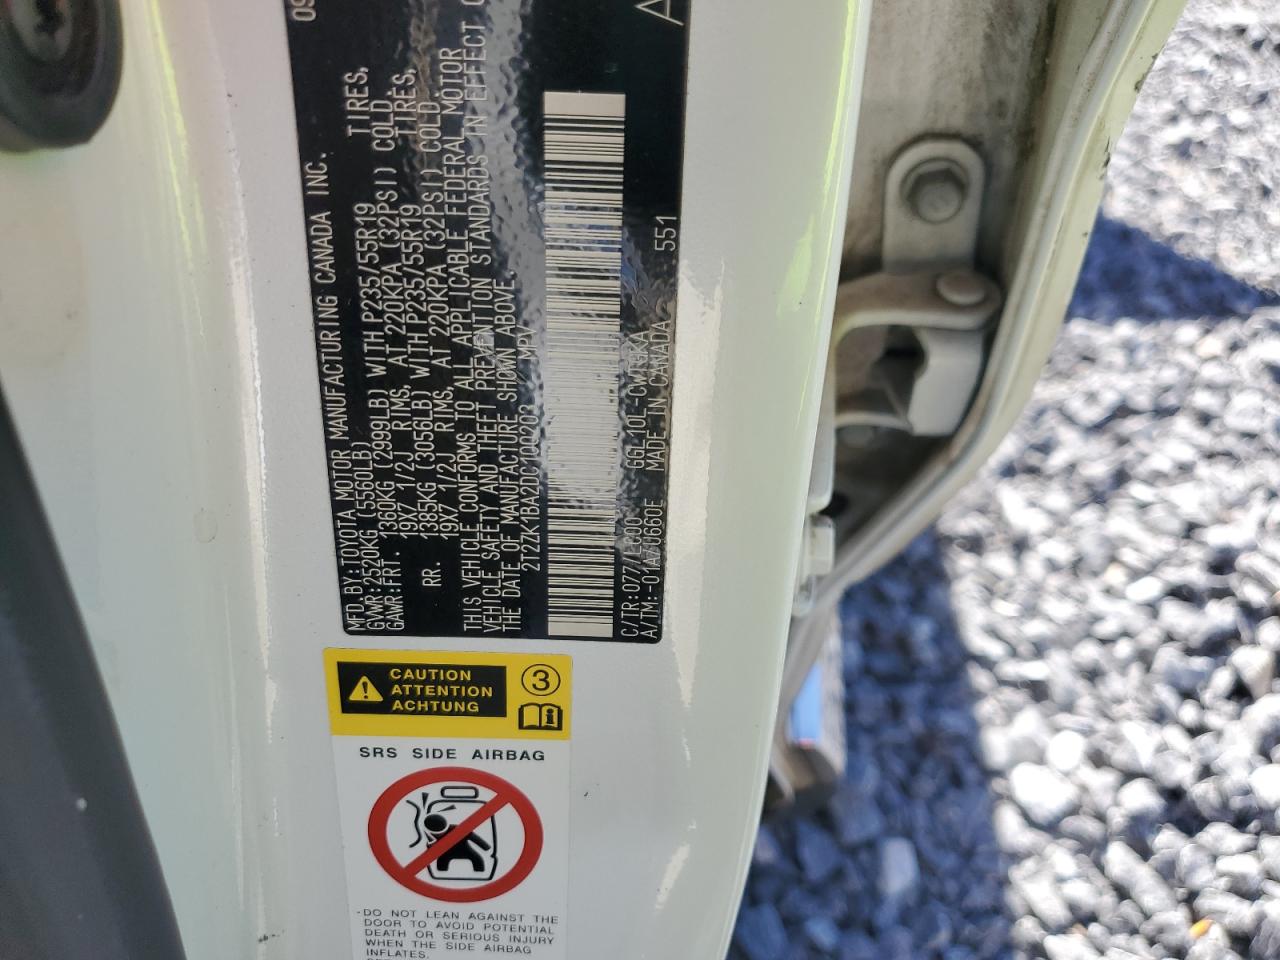 MFD.BY:TOYOTA MOTOR MANUFACTURING CANADA INC. 09
GVWR:2520KG (5560LB)
GAWR:FRT. 1360KG (2999LB) WITH P235/55R19 TIRES,
19X7 1/2J RIMS, AT 220KPA (32PSI) COLD
RR. 1385KG (3056LB) WITH P235/55R19 TIRES,
19X7 1/2J RIMS, AT 220KPA (32PSI) COLD.
THIS VEHICLE CONFORMS TO ALL APPLICABLE FEDERAL MOTOR
VEHICLE SAFETY AND THEFT PREVENTION STANDARDS IN EFFECT O
THE DATE OF MANUFACTURE SHOWN ABOVE.
2T2ZK1BA2DC100203 MPV
A
C/TR:077/
551
A/TM:-01A/U660E MADE IN CANADA
CAUTION
ATTENTION
ACHTUNG
3
SRS SIDE AIRBAG
-DO NOT LEAN AGAINST THE
DOOR TO AVOID POTENTIAL
DEATH OR SERIOUS INJURY
WHEN THE SIDE AIRBAG
INFLATES.